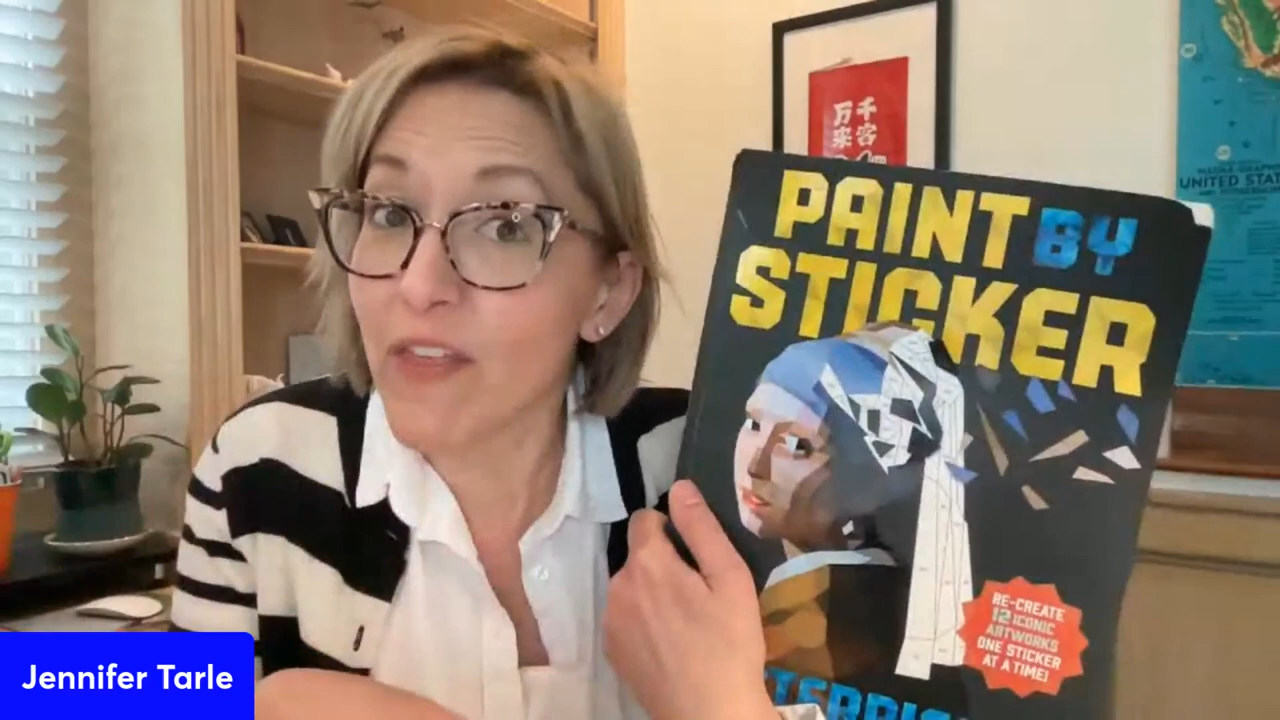 千客
万来
UNITED STAT
PAINT BY
STICKER
RE-CREATE
12 ICONIC
ARTWORKS
ONE STICKER
AT A TIME!
Jennifer Tarle